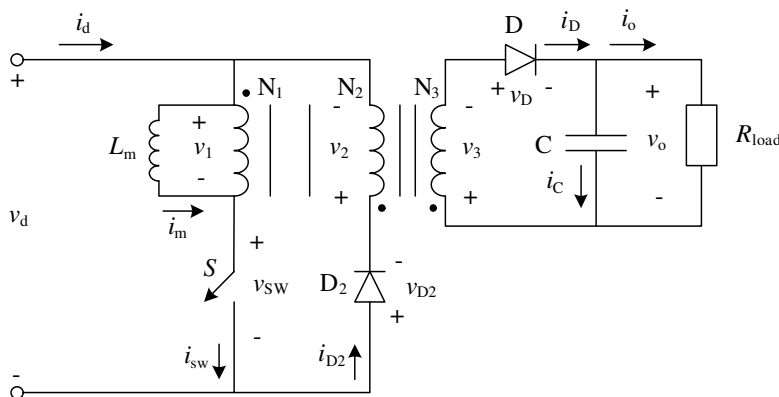 i_d
D
i_D
i_o
+
N_1
N_2
N_3
+ v_D -
-
-
+
L_m
+
v_1
-
v_2
v_3
C
v_o
R_load
i_m
+
+
i_C
-
v_d
S
+
v_SW
-
D_2
-
v_D2
+
i_sw
i_D2
-